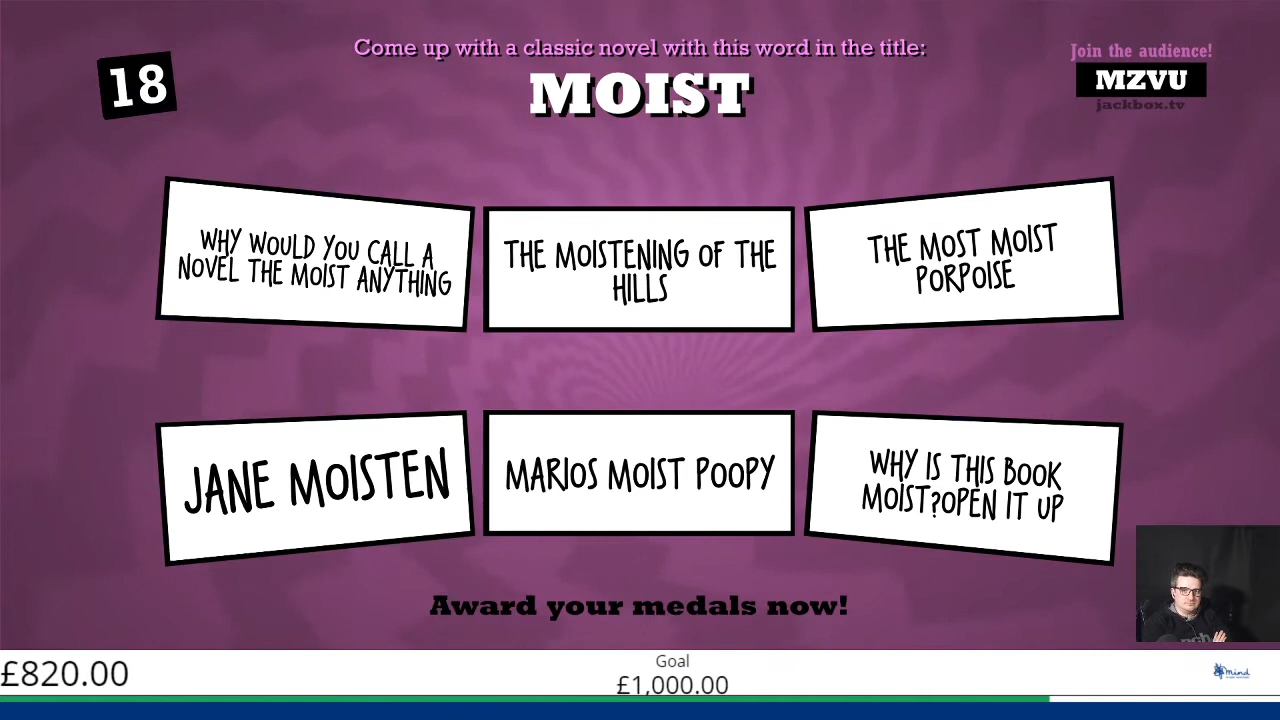 Come up with a classic novel with this word in the title:
MOIST
18
Join the audience!
MZVU
jackbox.tv
WHY WOULD YOU CALL A
NOVEL THE MOIST ANYTHING
THE MOISTENING OF THE
HILLS
THE MOST MOIST
PORPOISE
JANE MOISTEN
MARIOS MOIST POOPY
WHY IS THIS BOOK
MOIST?OPEN IT UP
Award your medals now!
£820.00
Goal
£1,000.00
mind